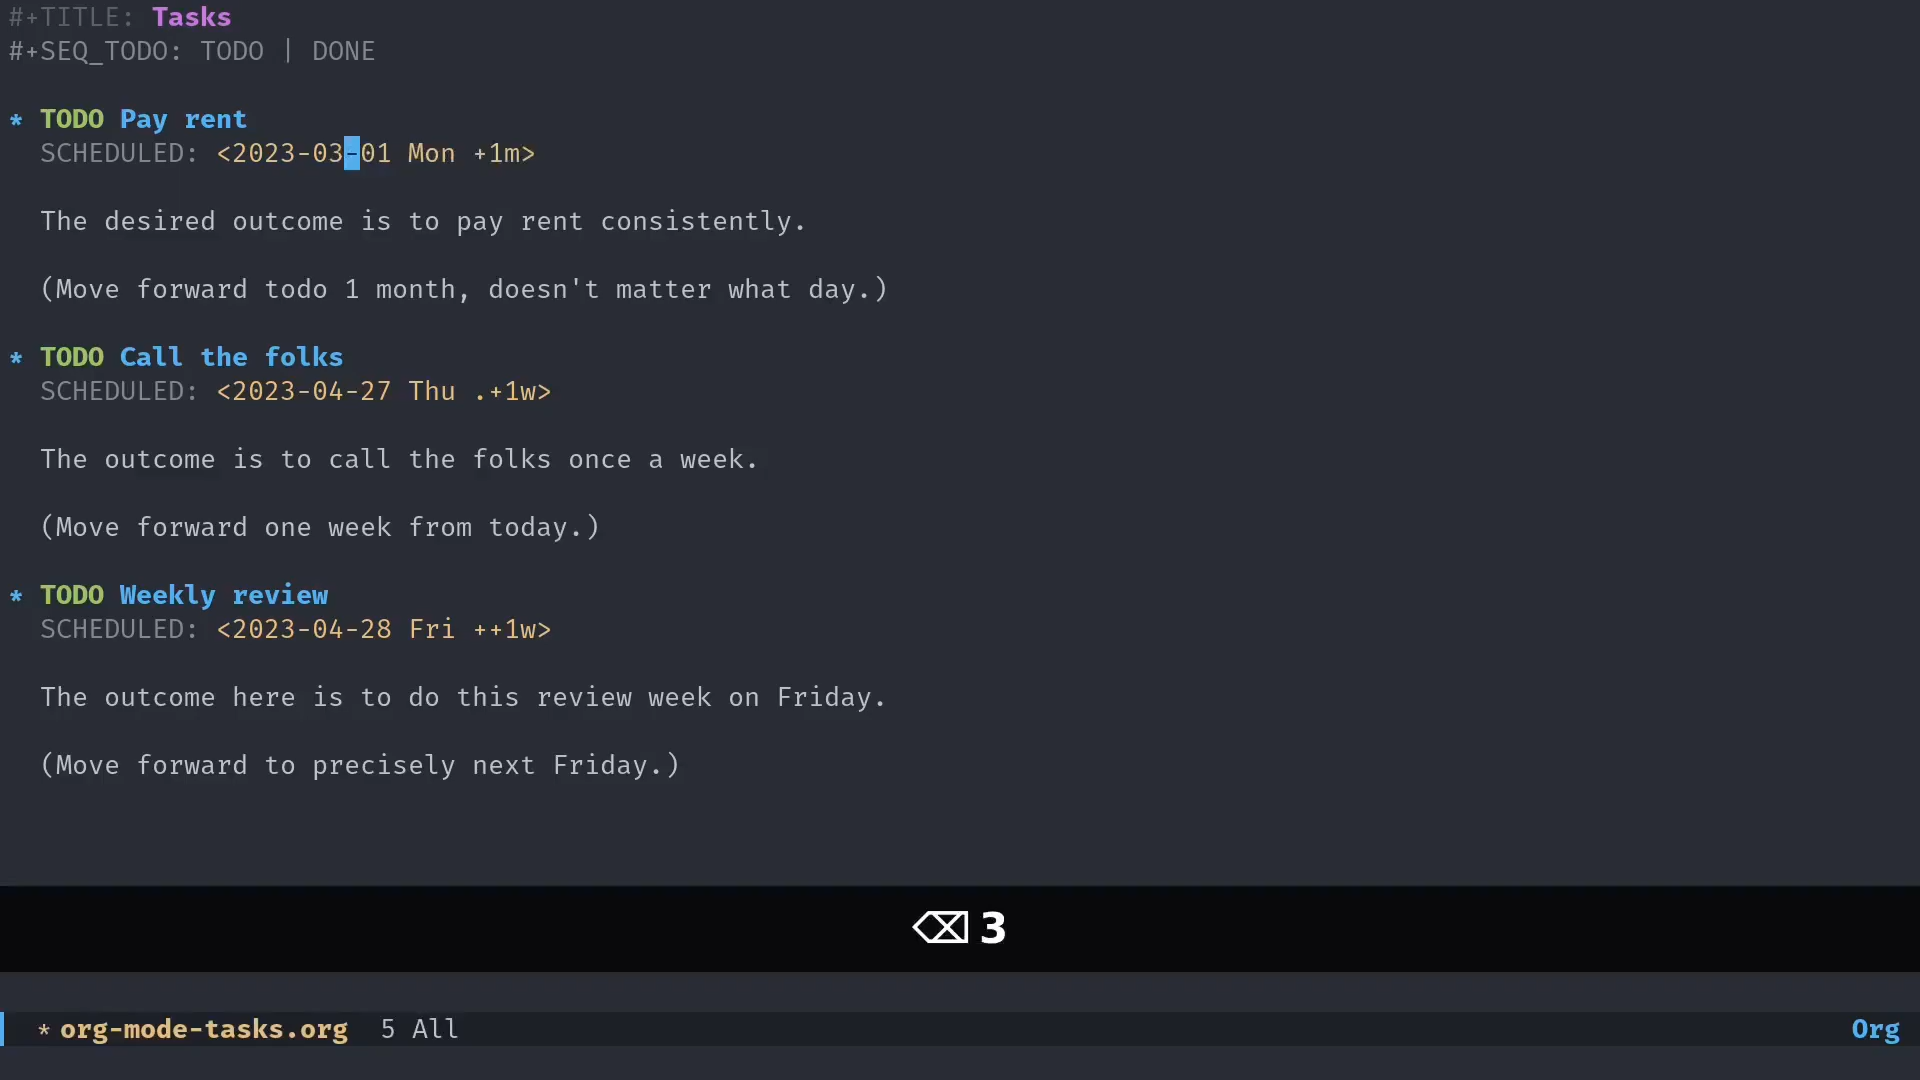 #+TITLE: Tasks
#+SEQ_TODO: TODO | DONE
* TODO Pay rent
SCHEDULED: <2023-03-01 Mon +1m>
The desired outcome is to pay rent consistently.
(Move forward todo 1 month, doesn't matter what day.)
* TODO Call the folks
SCHEDULED: <2023-04-27 Thu .+1w>
The outcome is to call the folks once a week.
(Move forward one week from today.)
* TODO Weekly review
SCHEDULED: <2023-04-28 Fri ++1w>
The outcome here is to do this review week on Friday.
(Move forward to precisely next Friday.)
⌫ 3
* org-mode-tasks.org 5 All Org